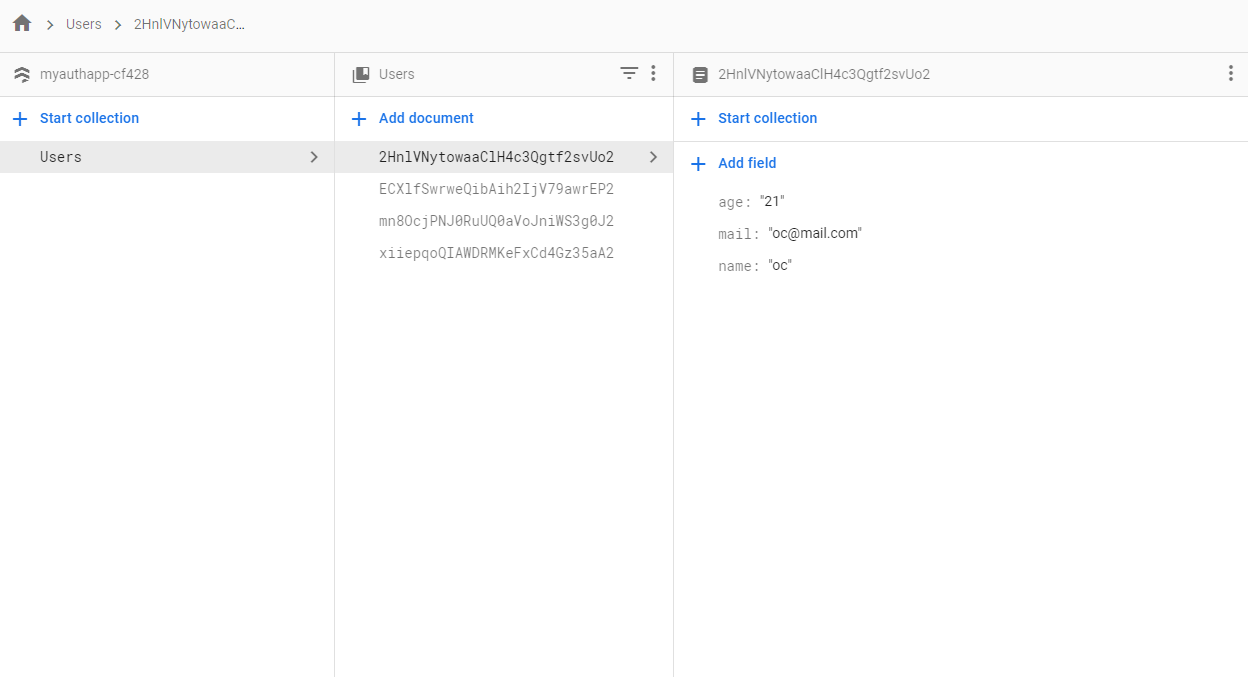 Users
2HnlVNytowaaC...
myauthapp-cf428
Start collection
Users
Users
Add document
2HnlVNytowaaClH4c3Qgtf2svUo2
ECXlfSwrweQibAih2IjV79awrEP2
mn8OcjPNJ0RuUQ0aVoJniWS3g0J2
xiiepqoQIAWDRMKeFxCd4Gz35aA2
2HnlVNytowaaClH4c3Qgtf2svUo2
Start collection
Add field
age: "21"
mail: "oc@mail.com"
name: "oc"